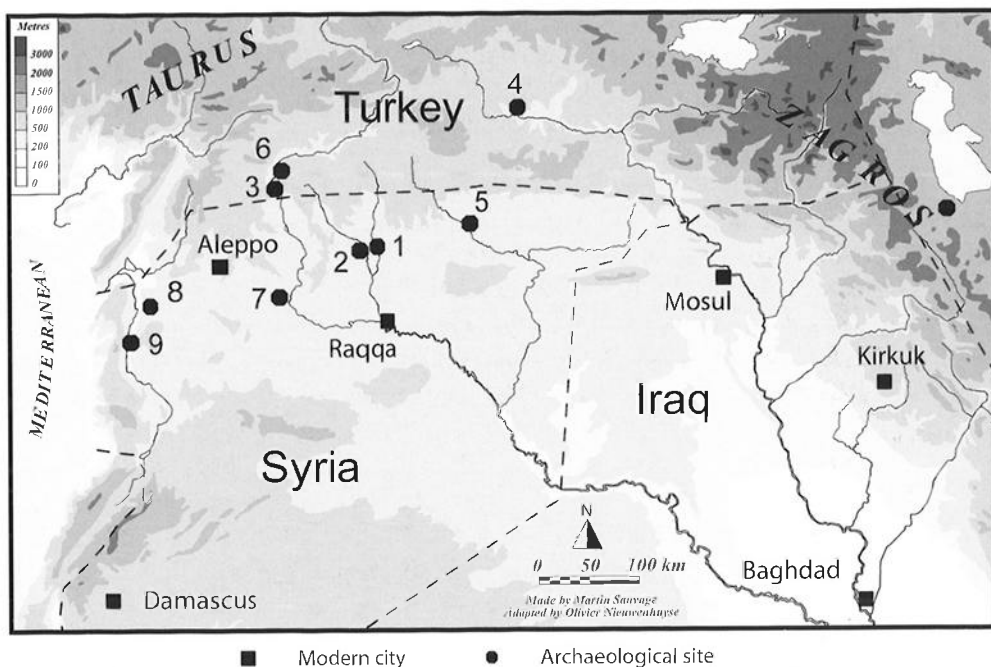 Metres
3000
2000
1000
500
200
100
0
TAURUS
Turkey
4
ZAGROS
6
3
5
Aleppo
2
1
8
7
Mosul
9
Raqqa
Kirkuk
MEDITERRANEAN
Iraq
Syria
N
0 50 100 km
Baghdad
Made by Martin Sauvage
Adapted by Olivier Nieuwenhuyse
Damascus
Modern city
Archaeological site